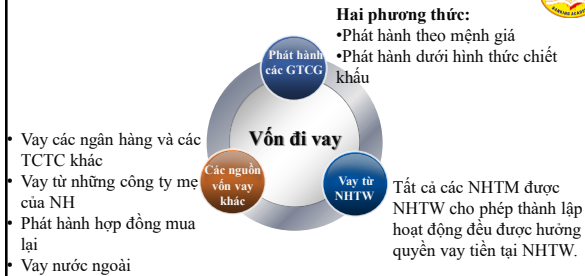 Hai phương thức:
•Phát hành theo mệnh giá
•Phát hành dưới hình thức chiết
khấu
Phát hành
các GTCG
Vốn đi vay
• Vay các ngân hàng và các
TCTC khác
• Vay từ những công ty mẹ
của NH
• Phát hành hợp đồng mua
lại
• Vay nước ngoài
Các nguồn
vốn vay
khác
Vay từ
NHTW
Tất cả các NHTM được
NHTW cho phép thành lập
hoạt động đều được hưởng
quyền vay tiền tại NHTW.